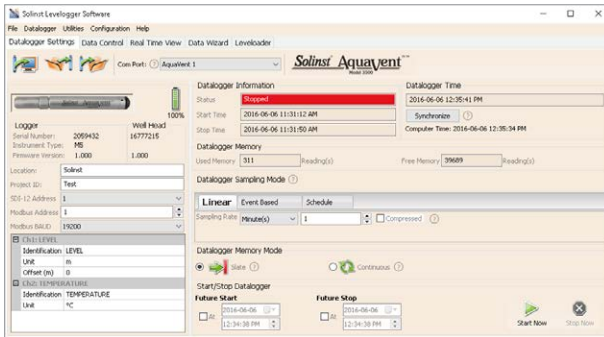 Solinst Levelogger Software
File Datalogger Utilities Configuration Help
Datalogger Settings Data Control Real Time View Data Wizard Leveloader
Com Port: AquaVent 1
Solinst Aquavent
Model 3500
100%
Logger Well Head
Serial Number: 2059432 16777215
Instrument Type: M5
Firmware Version: 1.000 1.000
Location: Solinst
Project ID: Test
SDI-12 Address 1
Modbus Address 1
Modbus BAUD 19200
Ch1: LEVEL
Identification LEVEL
Unit m
Offset (m) 0
Ch2: TEMPERATURE
Identification TEMPERATURE
Unit °C
Datalogger Information
Status Stopped
Start Time 2016-06-06 11:31:12 AM
Stop Time 2016-06-06 11:31:50 AM
Datalogger Time
2016-06-06 12:35:41 PM
Synchronize
Computer Time: 2016-06-06 12:35:34 PM
Datalogger Memory
Used Memory 311 Reading(s) Free Memory 39689 Reading(s)
Datalogger Sampling Mode
Linear Event Based Schedule
Sampling Rate Minute(s) 1 Compressed
Datalogger Memory Mode
Slate Continuous
Start/Stop Datalogger
Future Start Future Stop
At 2016-06-06 At 2016-06-06
12:34:38 PM 12:34:38 PM
Start Now Stop Now